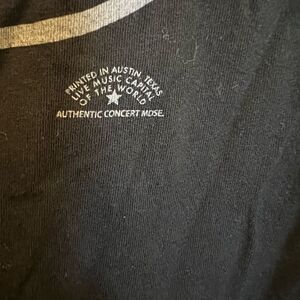 PRINTED IN AUSTIN, TEXAS
LIVE MUSIC CAPITAL
OF THE WORLD
AUTHENTIC CONCERT MDSE.